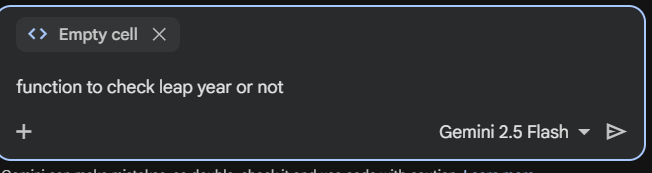 Empty cell
function to check leap year or not
Gemini 2.5 Flash